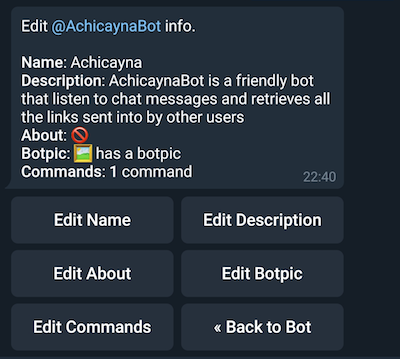 Edit @AchicaynaBot info.
Name: Achicayna
Description: AchicaynaBot is a friendly bot
that listen to chat messages and retrieves all
the links sent into by other users
About: 🚫
Botpic: 🖼 has a botpic
Commands: 1 command
22:40
Edit Name
Edit Description
Edit About
Edit Botpic
Edit Commands
« Back to Bot